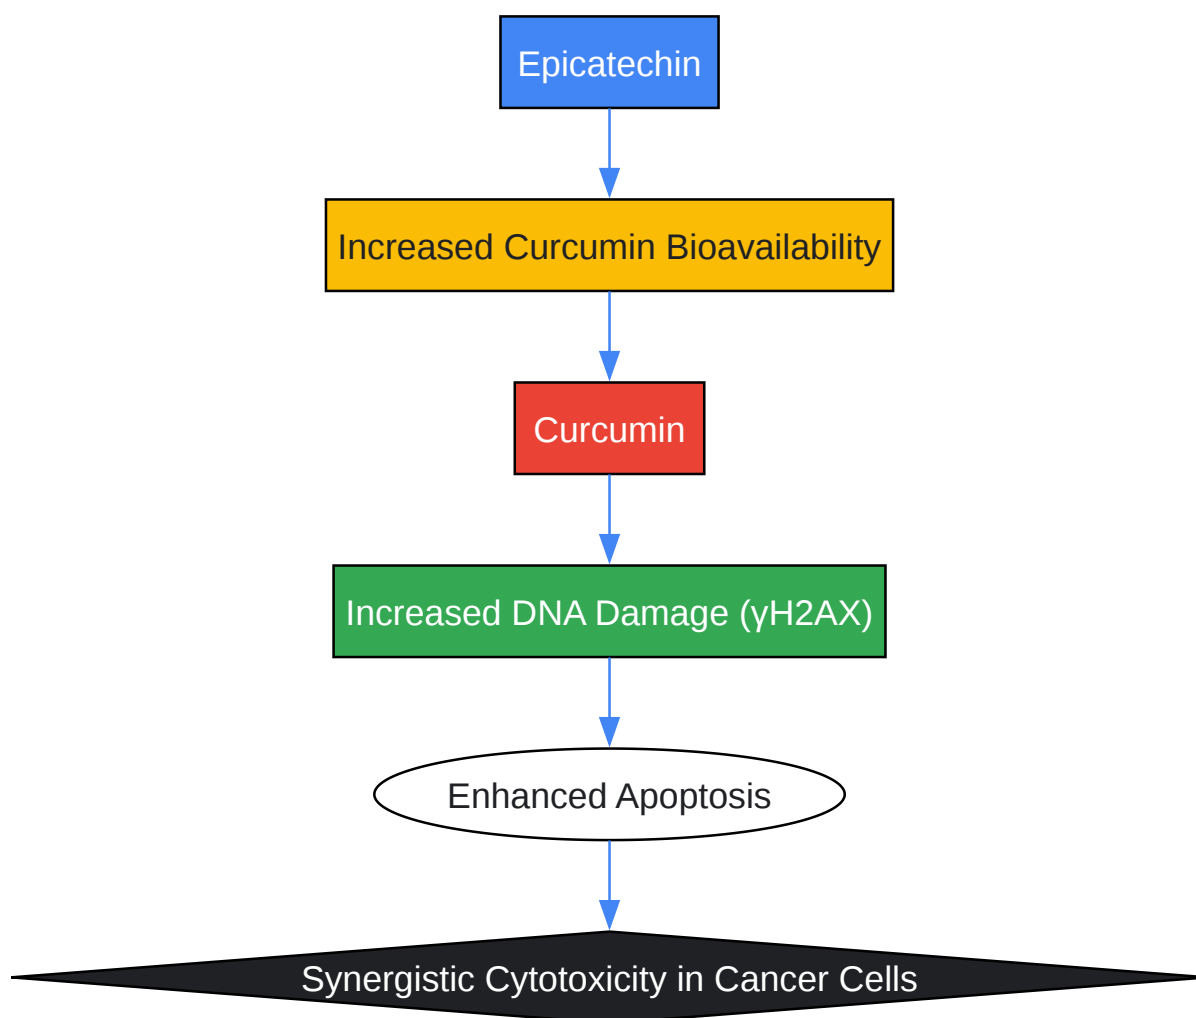 Epicatechin
Increased Curcumin Bioavailability
Curcumin
Increased DNA Damage (γH2AX)
Enhanced Apoptosis
Synergistic Cytotoxicity in Cancer Cells